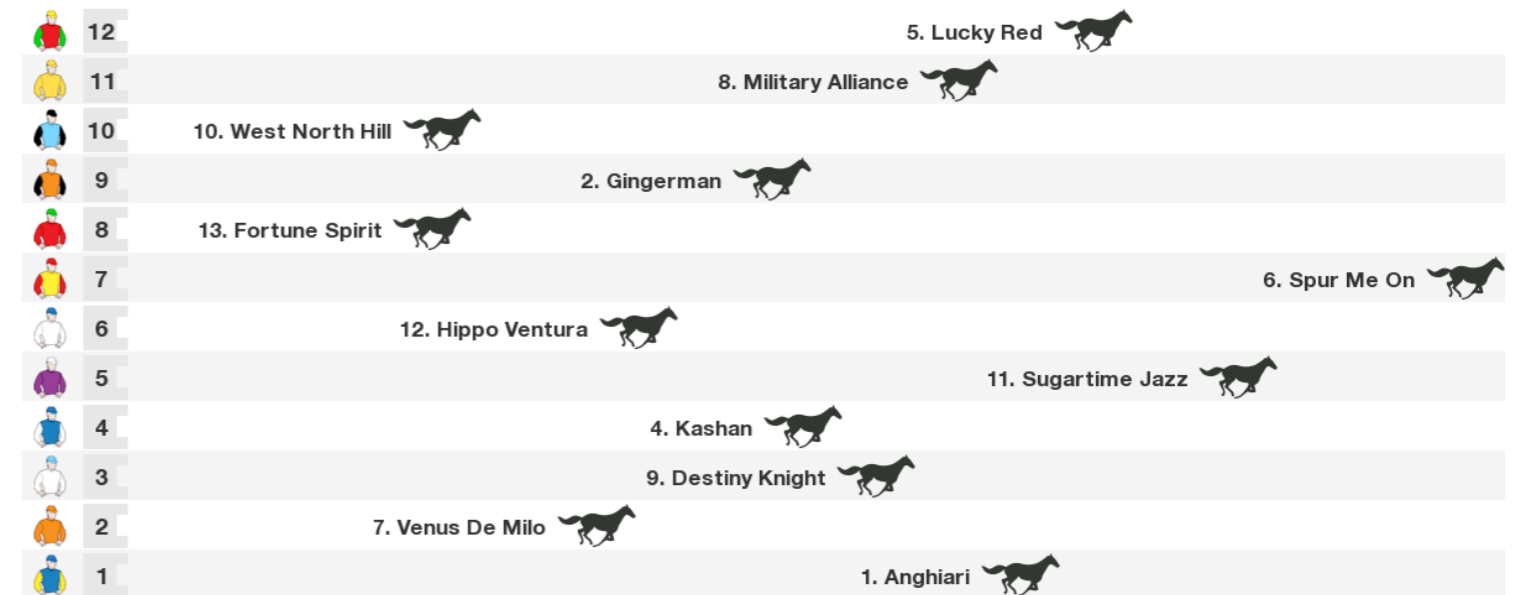 12 5. Lucky Red
11 8. Military Alliance
10 10. West North Hill
9 2. Gingerman
8 13. Fortune Spirit
7 6. Spur Me On
6 12. Hippo Ventura
5 11. Sugartime Jazz
4 4. Kashan
3 9. Destiny Knight
2 7. Venus De Milo
1 1. Anghiari